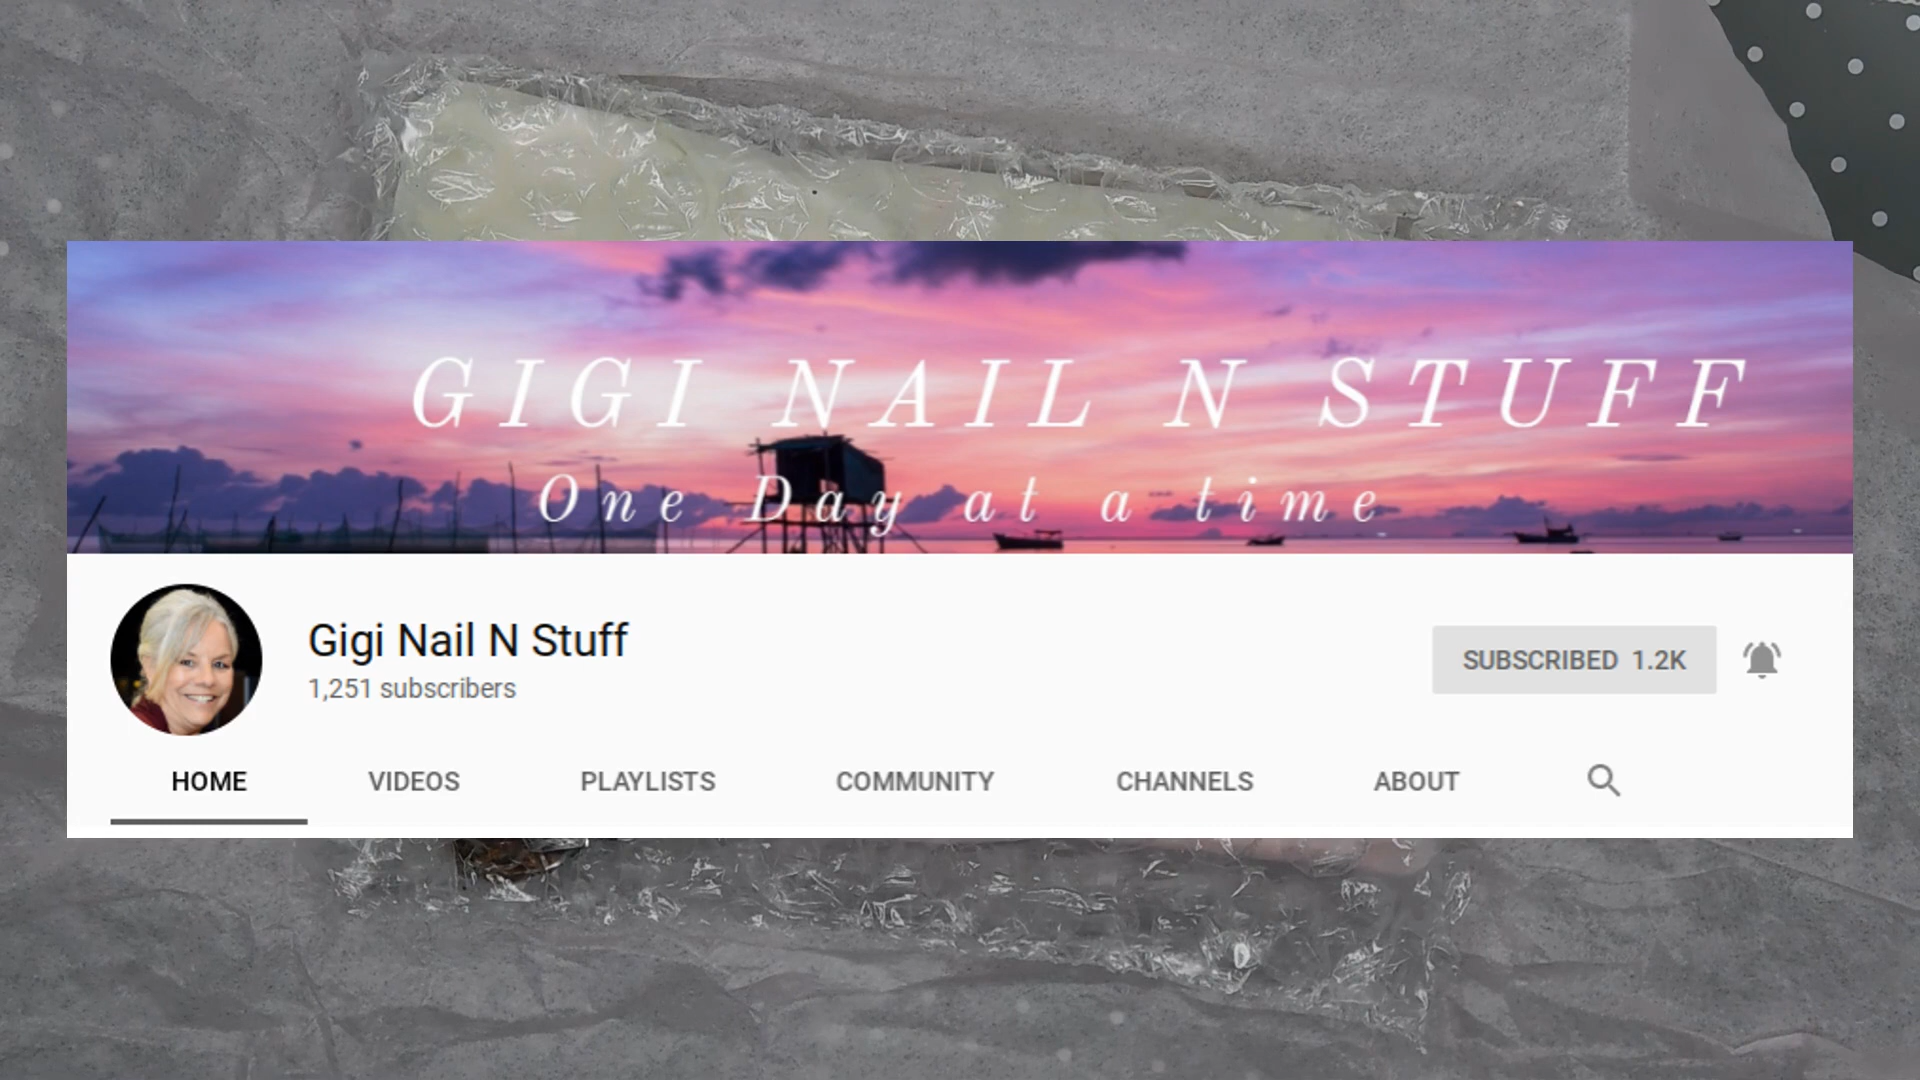 GIGI NAIL N STUFF
One Day at a time
Gigi Nail N Stuff
1,251 subscribers
SUBSCRIBED 1.2K
HOME VIDEOS PLAYLISTS COMMUNITY CHANNELS ABOUT